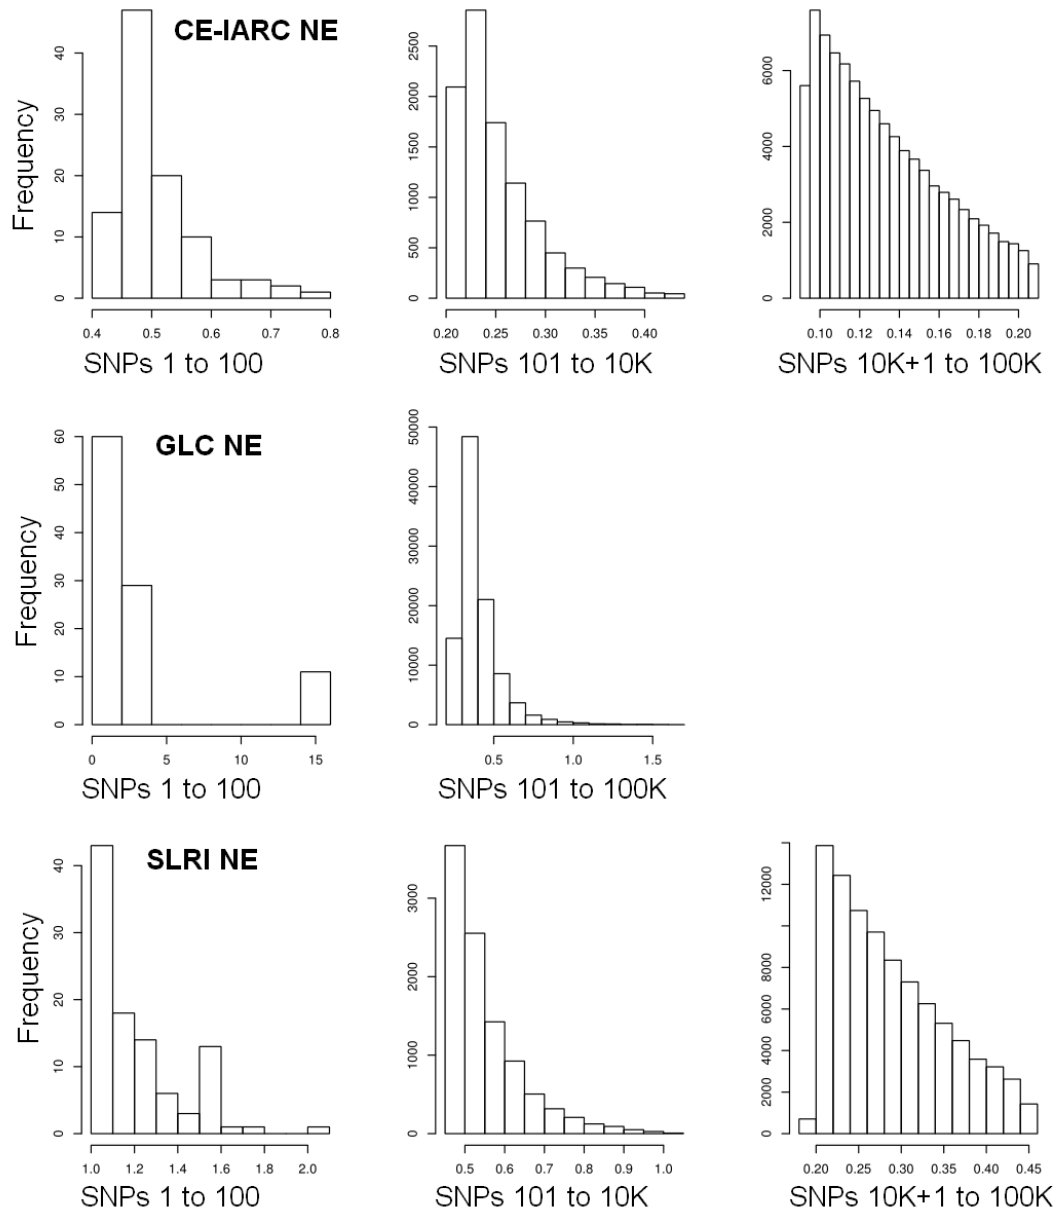 CE-IARC NE
Frequency
0 10 20 30 40
0.4 0.5 0.6 0.7 0.8
SNPs 1 to 100
0 500 1000 1500 2000 2500
0.20 0.25 0.30 0.35 0.40
SNPs 101 to 10K
0 2000 4000 6000
0.10 0.12 0.14 0.16 0.18 0.20
SNPs 10K+1 to 100K
GLC NE
Frequency
0 10 20 30 40 50 60
0 5 10 15
SNPs 1 to 100
0 10000 20000 30000 40000 50000
0.5 1.0 1.5
SNPs 101 to 100K
SLRI NE
Frequency
0 10 20 30 40
1.0 1.2 1.4 1.6 1.8 2.0
SNPs 1 to 100
0 1000 2000 3000
0.5 0.6 0.7 0.8 0.9 1.0
SNPs 101 to 10K
0 2000 4000 6000 8000 12000
0.20 0.25 0.30 0.35 0.40 0.45
SNPs 10K+1 to 100K